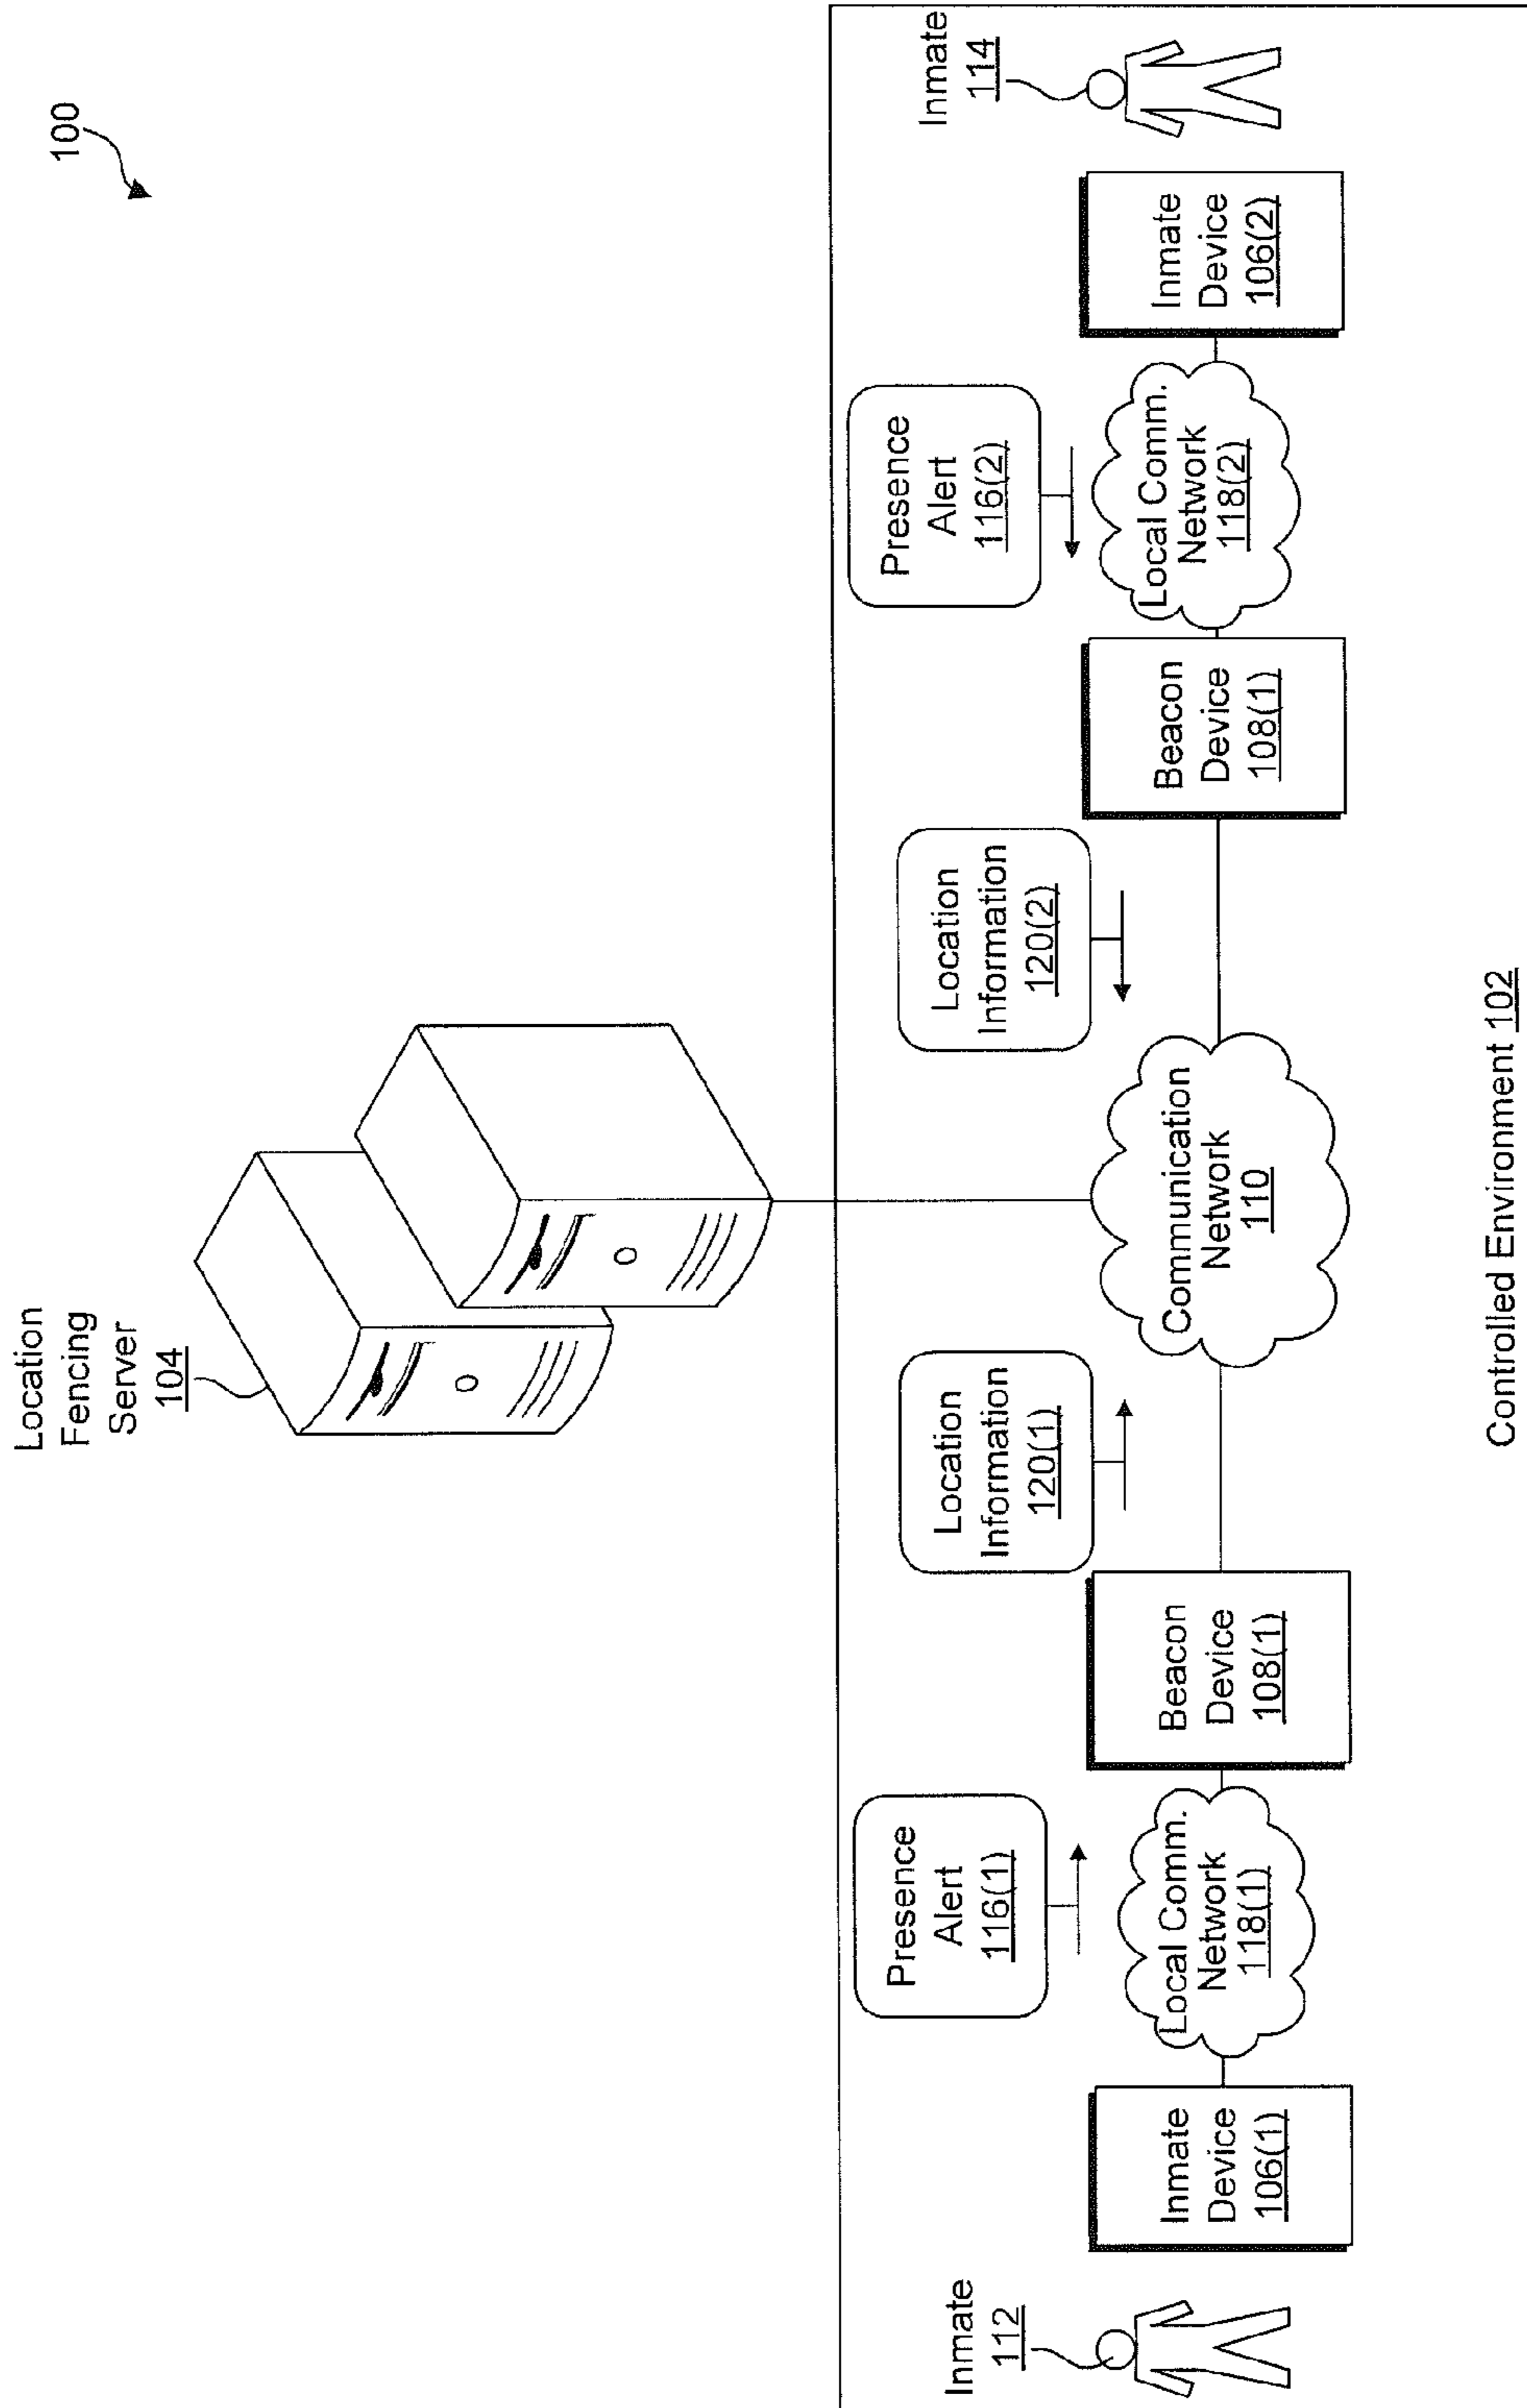 100
Location
Fencing
Server
104
Inmate
112
Inmate
Device
106(1)
Presence
Alert
116(1)
Local Comm.
Network
118(1)
Beacon
Device
108(1)
Location
Information
120(1)
Communication
Network
110
Location
Information
120(2)
Beacon
Device
108(1)
Presence
Alert
116(2)
Local Comm.
Network
118(2)
Inmate
Device
106(2)
Inmate
114
Controlled Environment 102